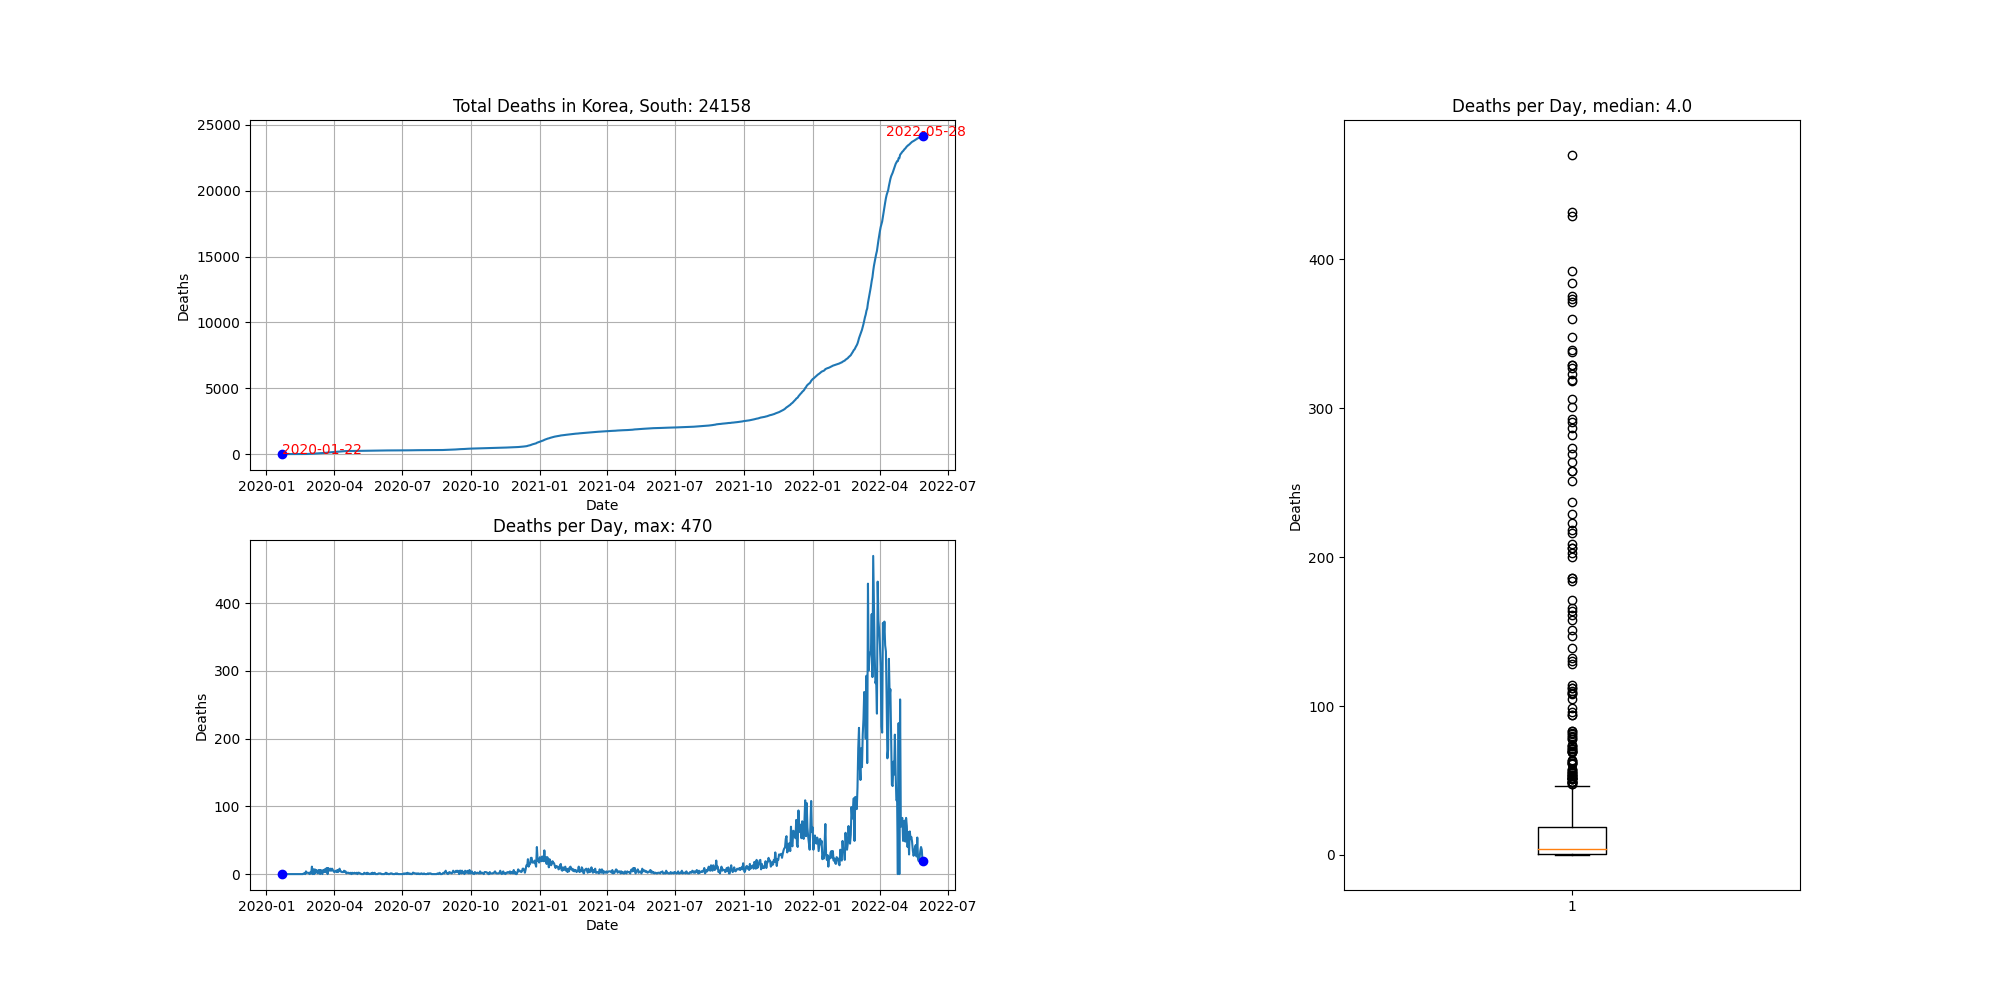 Total Deaths in Korea, South: 24158
Deaths
25000
20000
15000
10000
5000
0
2022-05-28
2020-01-22
2020-01 2020-04 2020-07 2020-10 2021-01 2021-04 2021-07 2021-10 2022-01 2022-04 2022-07
Date
Deaths per Day, max: 470
Deaths
400
300
200
100
0
2020-01 2020-04 2020-07 2020-10 2021-01 2021-04 2021-07 2021-10 2022-01 2022-04 2022-07
Date
Deaths per Day, median: 4.0
Deaths
400
300
200
100
0
1